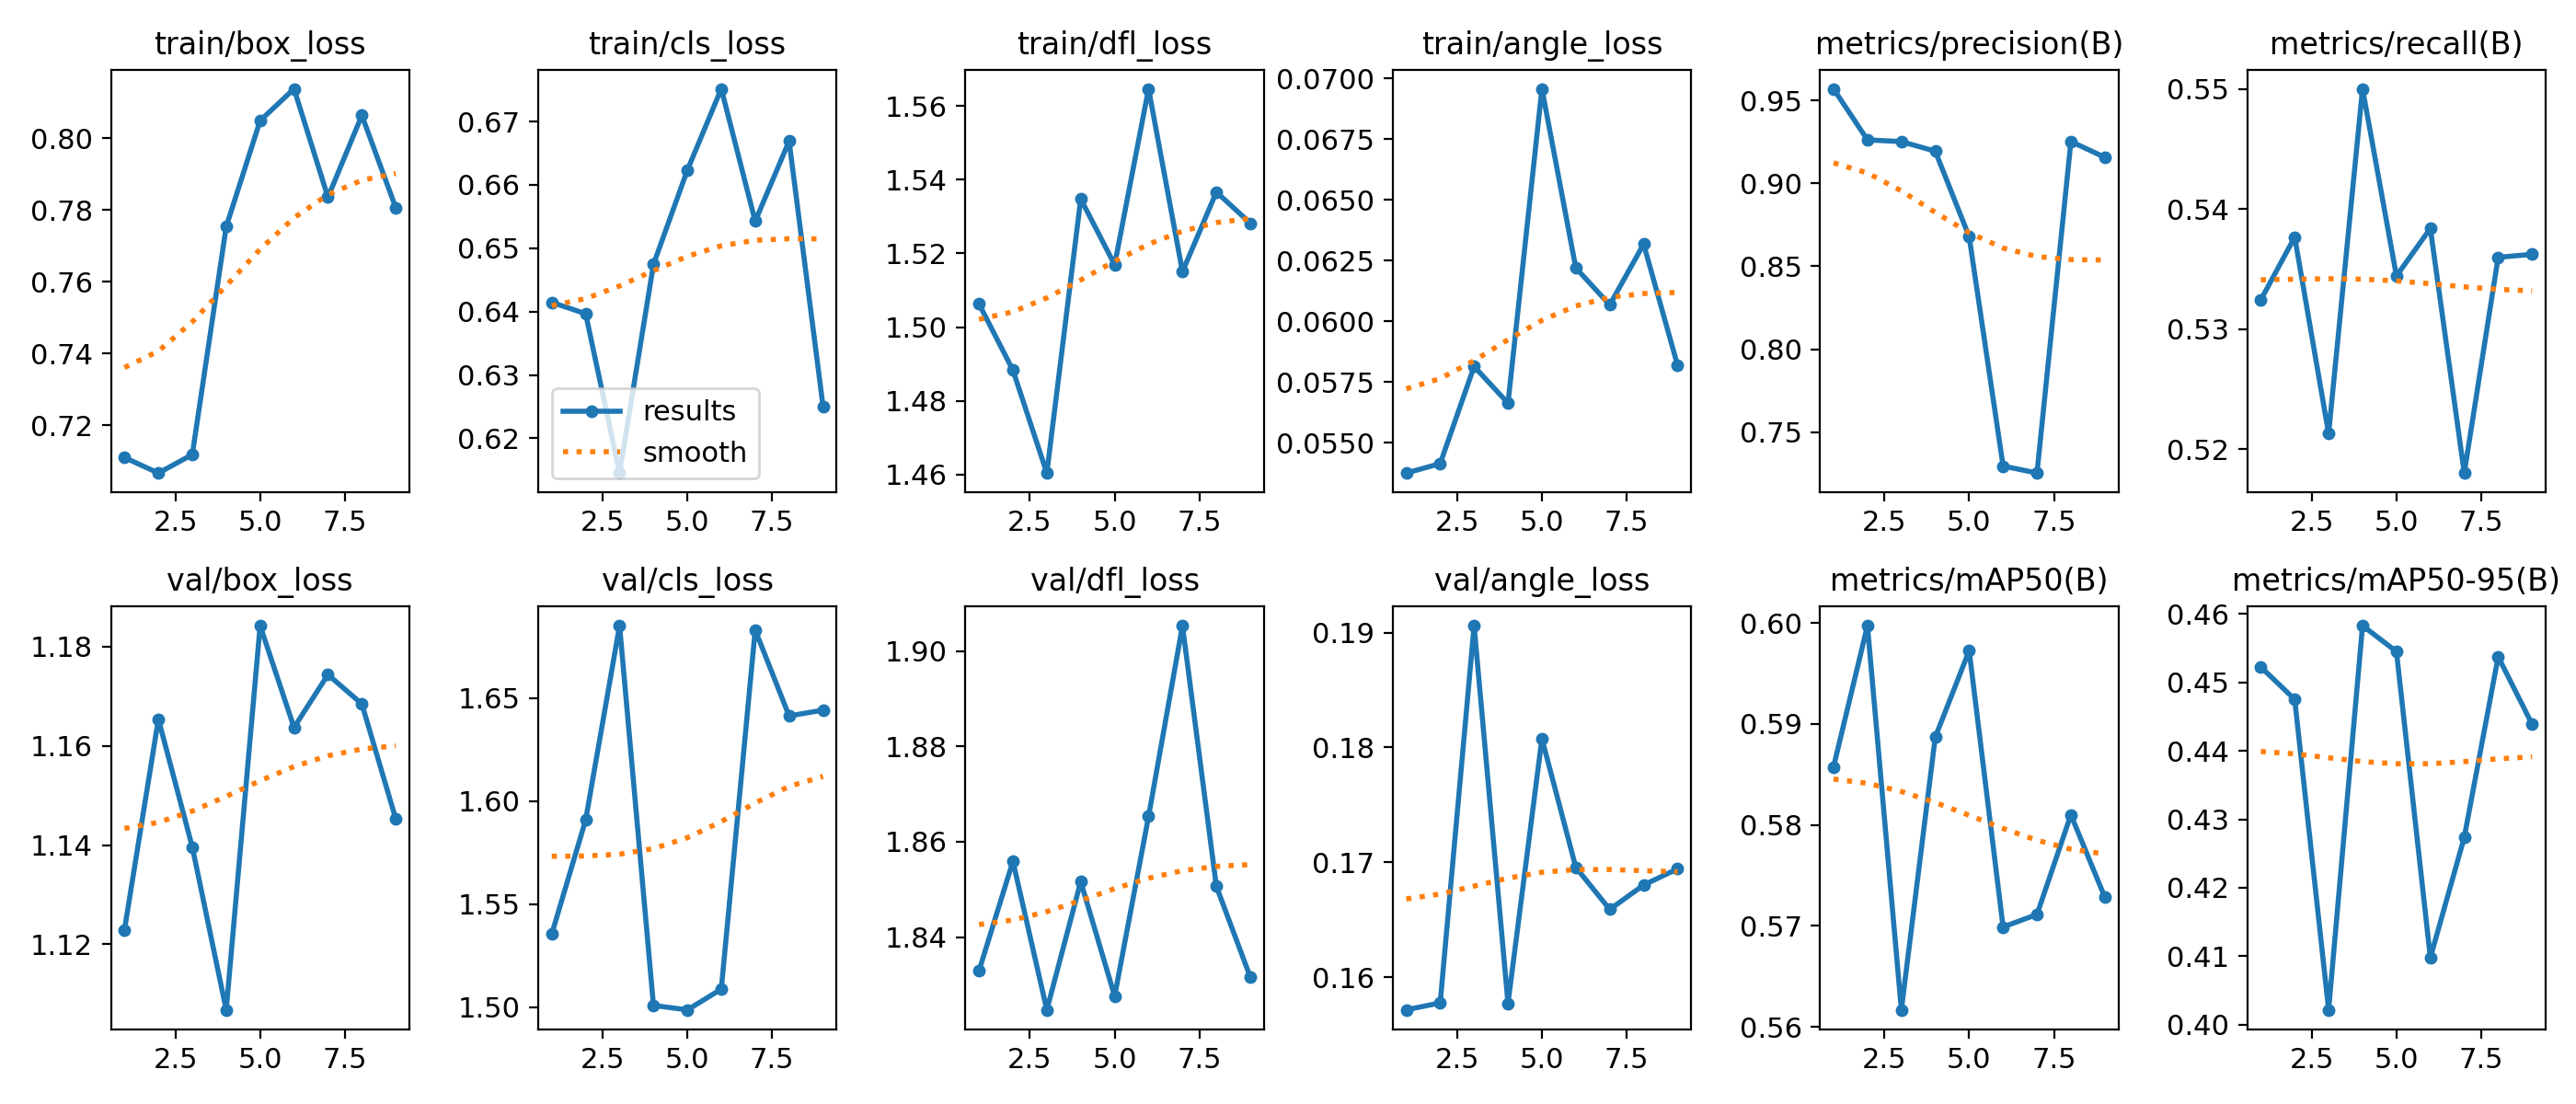 train/box_loss
0.80
0.78
0.76
0.74
0.72
2.5 5.0 7.5
train/cls_loss
0.67
0.66
0.65
0.64
0.63
0.62
results
smooth
2.5 5.0 7.5
train/dfl_loss
1.56
1.54
1.52
1.50
1.48
1.46
2.5 5.0 7.5
train/angle_loss
0.0700
0.0675
0.0650
0.0625
0.0600
0.0575
0.0550
2.5 5.0 7.5
metrics/precision(B)
0.95
0.90
0.85
0.80
0.75
2.5 5.0 7.5
metrics/recall(B)
0.55
0.54
0.53
0.52
2.5 5.0 7.5
val/box_loss
1.18
1.16
1.14
1.12
2.5 5.0 7.5
val/cls_loss
1.65
1.60
1.55
1.50
2.5 5.0 7.5
val/dfl_loss
1.90
1.88
1.86
1.84
2.5 5.0 7.5
val/angle_loss
0.19
0.18
0.17
0.16
2.5 5.0 7.5
metrics/mAP50(B)
0.60
0.59
0.58
0.57
0.56
2.5 5.0 7.5
metrics/mAP50-95(B)
0.46
0.45
0.44
0.43
0.42
0.41
0.40
2.5 5.0 7.5